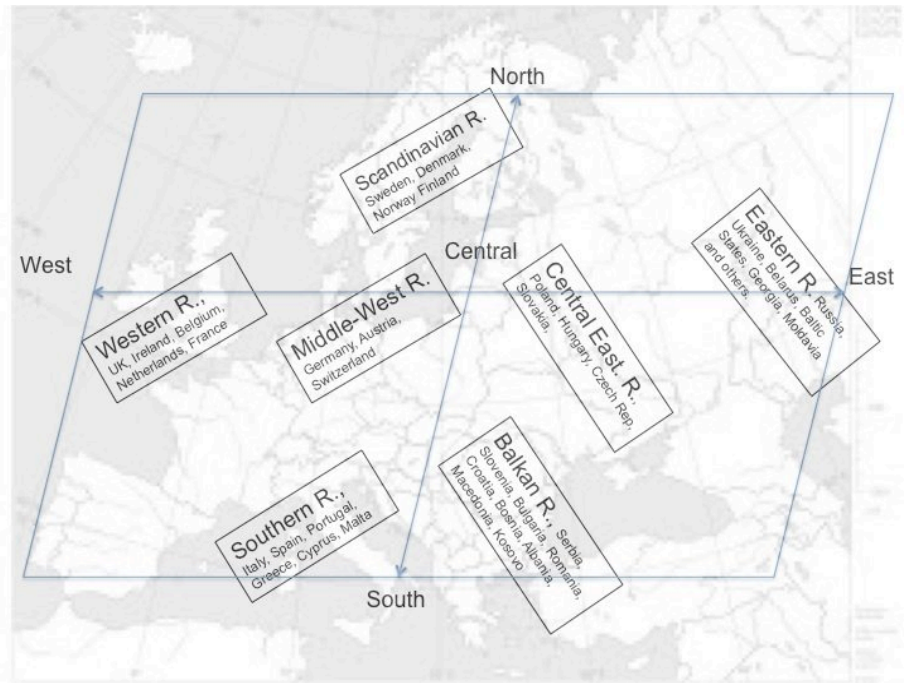 North
Scandinavian R.
Sweden, Denmark,
Norway Finland
West
Central
East
Western R.,
UK, Ireland, Belgium,
Netherlands, France
Middle-West R.
Germany, Austria,
Switzerland
Central East. R.,
Poland, Hungary, Czech Rep,
Slovakia,
Eastern R. Russia,
Ukraine, Belarus, Baltic
States, Georgia, Moldavia
and others.
Southern R.,
Italy, Spain, Portugal,
Greece, Cyprus, Malta
Balkan R., Serbia,
Slovenia, Bulgaria, Romania,
Croatia, Bosnia, Albania,
Macedonia, Kosovo
South